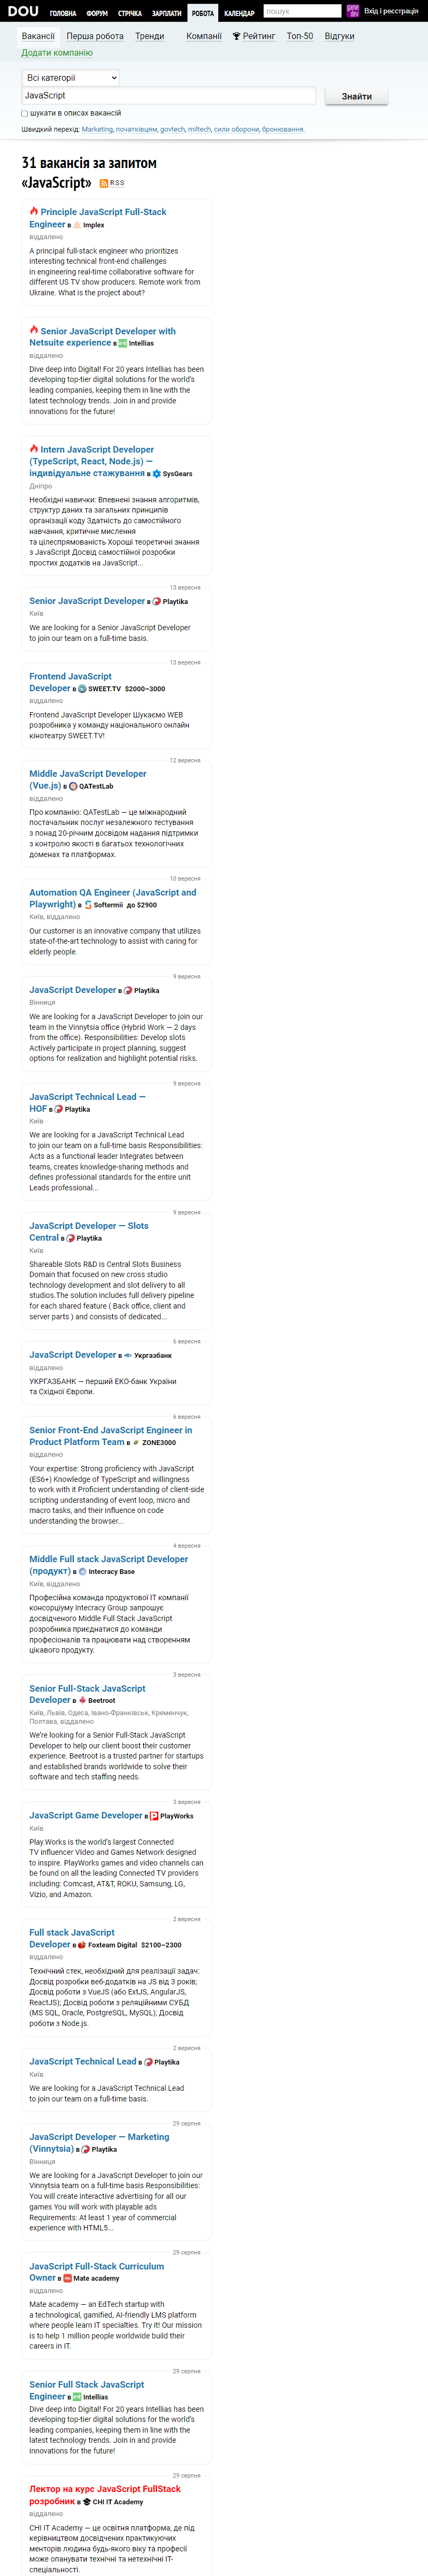 DOU ГОЛОВНА ФОРУМ СТРІЧКА ЗАРПЛАТИ РОБОТА КАЛЕНДАР пошук game dev Вхід і реєстрація
Вакансії Перша робота Тренди Компанії Рейтинг Топ-50 Відгуки
Додати компанію
Всі категорії
JavaScript
Знайти
шукати в описах вакансій
Швидкий перехід: Marketing, початківцям, govtech, miltech, сили оборони, бронювання.
31 вакансія за запитом
«JavaScript» RSS
Principle JavaScript Full-Stack
Engineer в Implex
віддалено
A principal full-stack engineer who prioritizes
interesting technical front-end challenges
in engineering real-time collaborative software for
different US TV show producers. Remote work from
Ukraine. What is the project about?
Senior JavaScript Developer with
Netsuite experience в Intellias
віддалено
Dive deep into Digital! For 20 years Intellias has been
developing top-tier digital solutions for the world's
leading companies, keeping them in line with the
latest technology trends. Join in and provide
innovations for the future!
Intern JavaScript Developer
(TypeScript, React, Node.js) —
індивідуальне стажування в SysGears
Дніпро
Необхідні навички: Впевнені знання алгоритмів,
структур даних та загальних принципів
організації коду Здатність до самостійного
навчання, критичне мислення
та цілеспрямованість Хороші теоретичні знання
з JavaScript Досвід самостійної розробки
простих додатків на JavaScript...
13 вересня
Senior JavaScript Developer в Playtika
Київ
We are looking for a Senior JavaScript Developer
to join our team on a full-time basis.
13 вересня
Frontend JavaScript
Developer в SWEET.TV $2000–3000
віддалено
Frontend JavaScript Developer Шукаємо WEB
розробника у команду національного онлайн
кінотеатру SWEET.TV!
12 вересня
Middle JavaScript Developer
(Vue.js) в QATestLab
віддалено
Про компанію: QATestLab — це міжнародний
постачальник послуг незалежного тестування
з понад 20-річним досвідом надання підтримки
з контролю якості в багатьох технологічних
доменах та платформах.
10 вересня
Automation QA Engineer (JavaScript and
Playwright) в Softermii до $2900
Київ, віддалено
Our customer is an innovative company that utilizes
state-of-the-art technology to assist with caring for
elderly people.
9 вересня
JavaScript Developer в Playtika
Вінниця
We are looking for a JavaScript Developer to join our
team in the Vinnytsia office (Hybrid Work — 2 days
from the office). Responsibilities: Develop slots
Actively participate in project planning, suggest
options for realization and highlight potential risks.
9 вересня
JavaScript Technical Lead —
HOF в Playtika
Київ
We are looking for a JavaScript Technical Lead
to join our team on a full-time basis Responsibilities:
Acts as a functional leader Integrates between
teams, creates knowledge-sharing methods and
defines professional standards for the entire unit
Leads professional...
9 вересня
JavaScript Developer — Slots
Central в Playtika
Київ
Shareable Slots R&D is Central Slots Business
Domain that focused on new cross studio
technology development and slot delivery to all
studios.The solution includes full delivery pipeline
for each shared feature ( Back office, client and
server parts ) and consists of dedicated...
6 вересня
JavaScript Developer в Укргазбанк
віддалено
УКРГАЗБАНК — перший ЕКО-банк України
та Східної Європи.
6 вересня
Senior Front-End JavaScript Engineer in
Product Platform Team в ZONE3000
віддалено
Your expertise: Strong proficiency with JavaScript
(ES6+) Knowledge of TypeScript and willingness
to work with it Proficient understanding of client-side
scripting understanding of event loop, micro and
macro tasks, and their influence on code
understanding the browser...
4 вересня
Middle Full stack JavaScript Developer
(продукт) в Intecracy Base
Київ, віддалено
Професійна команда продуктової IT компанії
консорціуму Intecracy Group запрошує
досвідченого Middle Full Stack JavaScript
розробника приєднатися до команди
професіоналів та працювати над створенням
цікавого продукту.
3 вересня
Senior Full-Stack JavaScript
Developer в Beetroot
Київ, Львів, Одеса, Івано-Франківськ, Кременчук,
Полтава, віддалено
We're looking for a Senior Full-Stack JavaScript
Developer to help our client boost their customer
experience. Beetroot is a trusted partner for startups
and established brands worldwide to solve their
software and tech staffing needs.
3 вересня
JavaScript Game Developer в PlayWorks
Київ
Play.Works is the world's largest Connected
TV influencer VIdeo and Games Network designed
to inspire. PlayWorks games and video channels can
be found on all the leading Connected TV providers
including: Comcast, AT&T, ROKU, Samsung, LG,
Vizio, and Amazon.
2 вересня
Full stack JavaScript
Developer в Foxteam Digital $2100–2300
віддалено
Технічний стек, необхідний для реалізації задач:
Досвід розробки веб-додатків на JS від 3 років;
Досвід роботи з VueJS (або ExtJS, AngularJS,
ReactJS); Досвід роботи з реляційними СУБД
(MS SQL, Oracle, PostgreSQL, MySQL); Досвід
роботи з Node.js.
2 вересня
JavaScript Technical Lead в Playtika
Київ
We are looking for a JavaScript Technical Lead
to join our team on a full-time basis.
29 серпня
JavaScript Developer — Marketing
(Vinnytsia) в Playtika
Вінниця
We are looking for a JavaScript Developer to join our
Vinnytsia team on a full-time basis Responsibilities:
You will create interactive advertising for all our
games You will work with playable ads
Requirements: At least 1 year of commercial
experience with HTML5...
29 серпня
JavaScript Full-Stack Curriculum
Owner в Mate academy
віддалено
Mate academy — an EdTech startup with
a technological, gamified, AI-friendly LMS platform
where people learn IT specialties. Try it! Our mission
is to help 1 million people worldwide build their
careers in IT.
29 серпня
Senior Full Stack JavaScript
Engineer в Intellias
Dive deep into Digital! For 20 years Intellias has been
developing top-tier digital solutions for the world's
leading companies, keeping them in line with the
latest technology trends. Join in and provide
innovations for the future!
29 серпня
Лектор на курс JavaScript FullStack
розробник в CHI IT Academy
віддалено
CHI IT Academy — це освітня платформа, де під
керівництвом досвідчених практикуючих
менторів людина будь-якого віку та професії
може опанувати технічні та нетехнічні IT-
спеціальності.